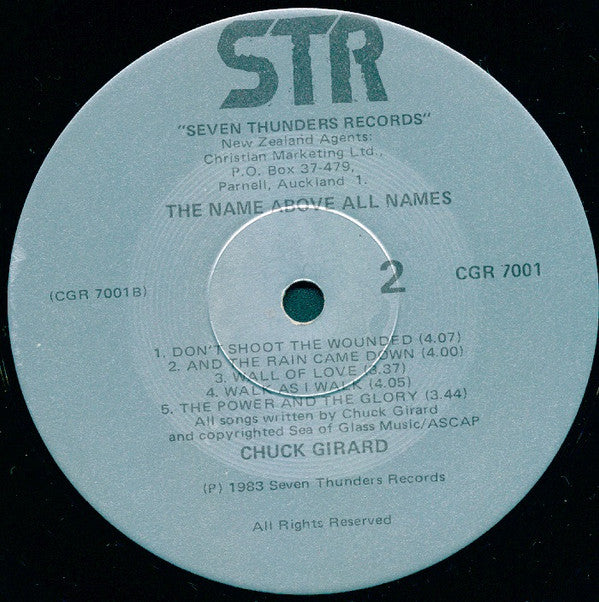 STR
"SEVEN THUNDERS RECORDS"
New Zealand Agents:
Christian Marketing Ltd.,
P.O. Box 37-479,
Parnell, Auckland 1.
THE NAME ABOVE ALL NAMES
2
CGR 7001
(CGR 7001B)
1. DON'T SHOOT THE WOUNDED (4.07)
2. AND THE RAIN CAME DOWN (4.00)
3. WALL OF LOVE (3.37)
4. WALK AS I WALK (4.05)
5. THE POWER AND THE GLORY (3.44)
All songs written by Chuck Girard
and copyrighted Sea of Glass Music/ASCAP
CHUCK GIRARD
(P) 1983 Seven Thunders Records
All Rights Reserved